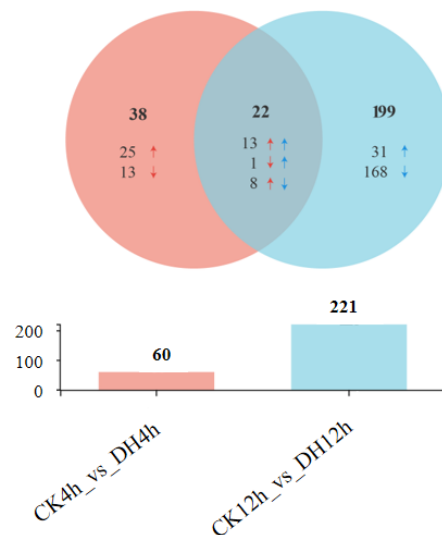 38 22 199
25 ↑ 13 ↑ ↑ 31 ↑
13 ↓ 1 ↓ ↑ 168 ↓
8 ↑ ↓
221
200
60
100
0
CK4h_vs_DH4h
CK12h_vs_DH12h